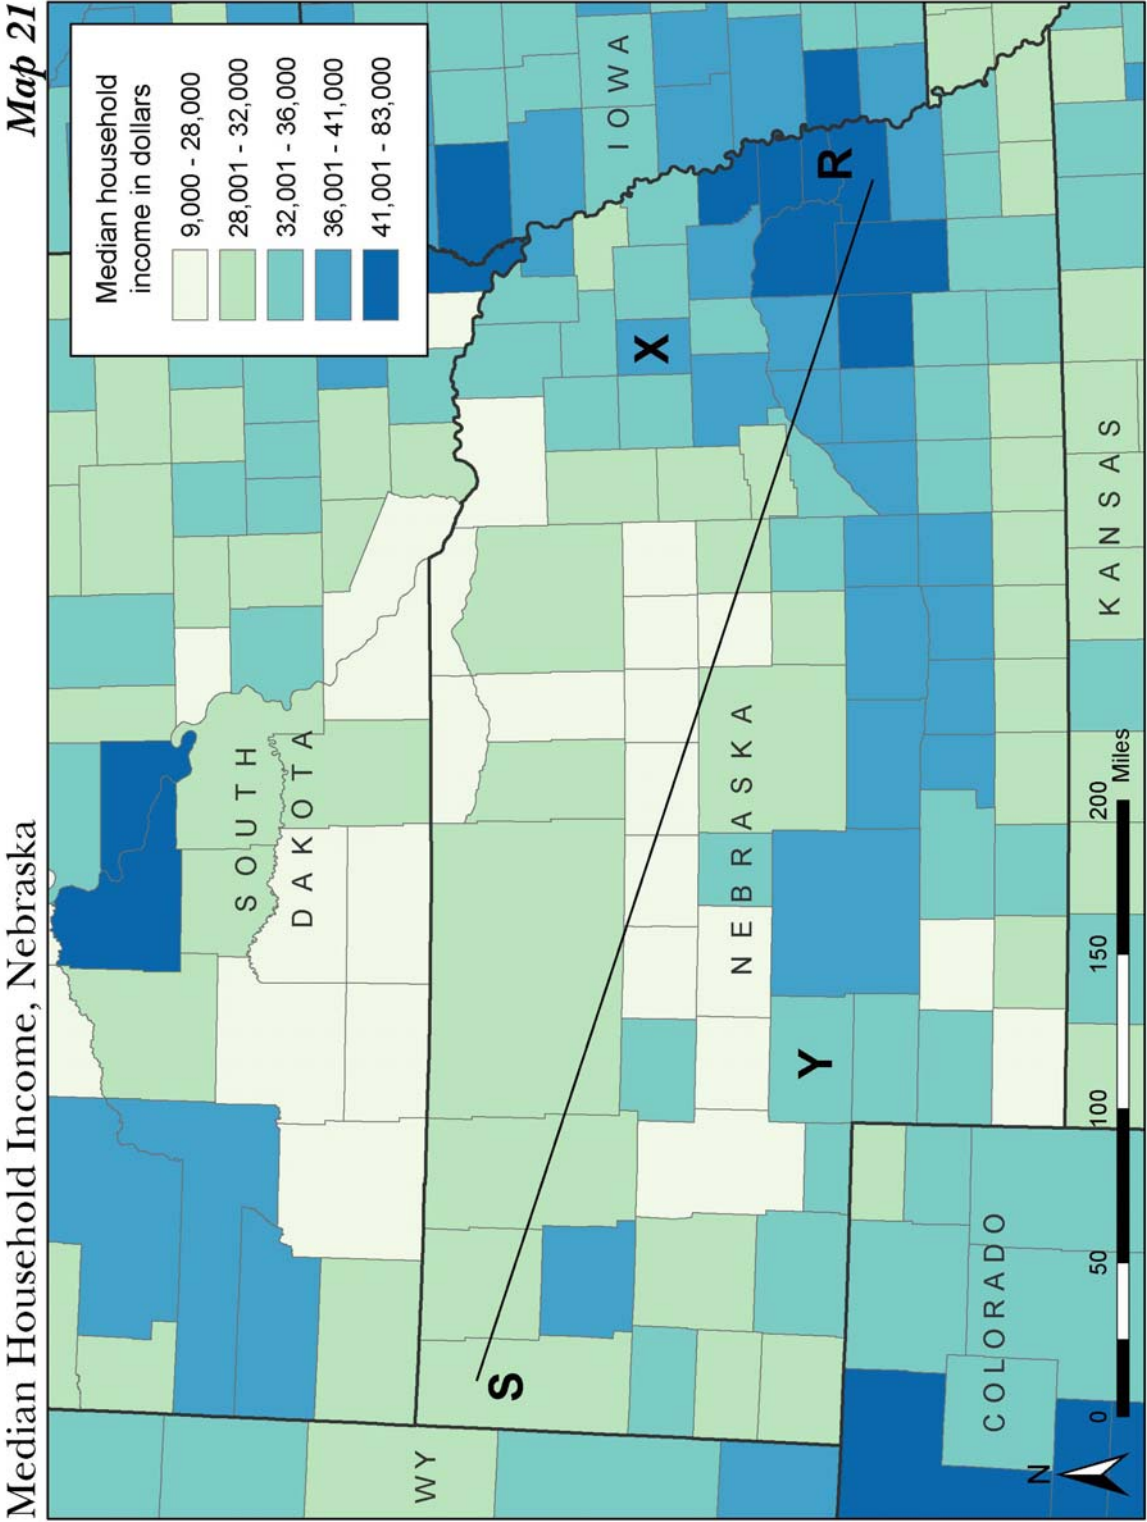 Median Household Income, Nebraska
Map 21
Median household
income in dollars
9,000 - 28,000
28,001 - 32,000
32,001 - 36,000
36,001 - 41,000
41,001 - 83,000
SOUTH
DAKOTA
IOWA
WY
NEBRASKA
COLORADO
KANSAS
S
R
X
Y
N
0 50 100 150 200
Miles